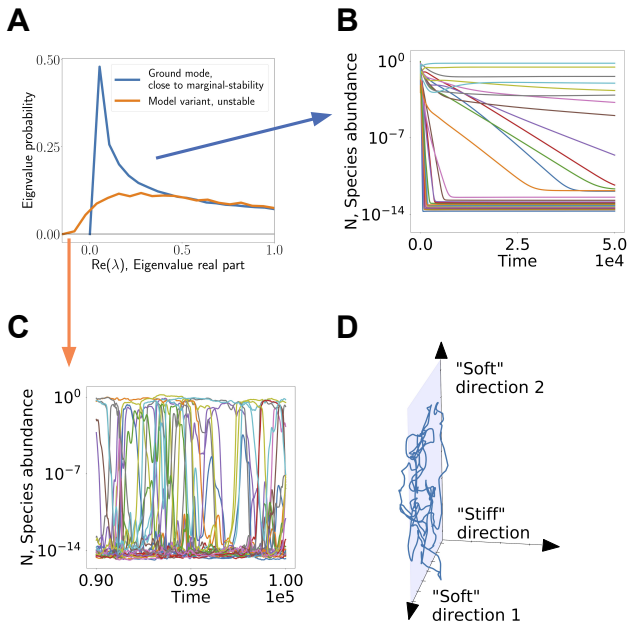 A
Eigenvalue probability
0.50
0.25
0.00
Ground mode,
close to marginal-stability
Model variant, unstable
0.0
0.5
1.0
Re(λ), Eigenvalue real part
B
N, Species abundance
10^0
10^-7
10^-14
0.0
2.5
5.0
Time
1e4
C
N, Species abundance
10^0
10^-7
10^-14
0.90
0.95
1.00
Time
1e5
D
"Soft"
direction 2
"Stiff"
direction
"Soft"
direction 1